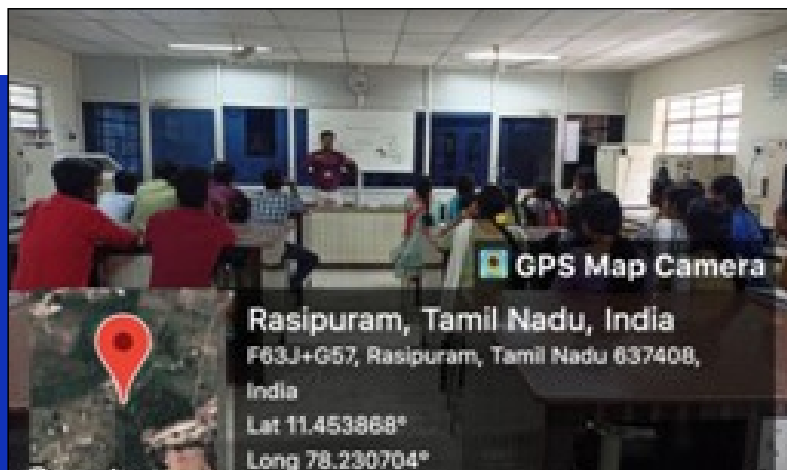 GPS Map Camera
Rasipuram, Tamil Nadu, India
F63J+G57, Rasipuram, Tamil Nadu 637408,
India
Lat 11.453868°
Long 78.230704°